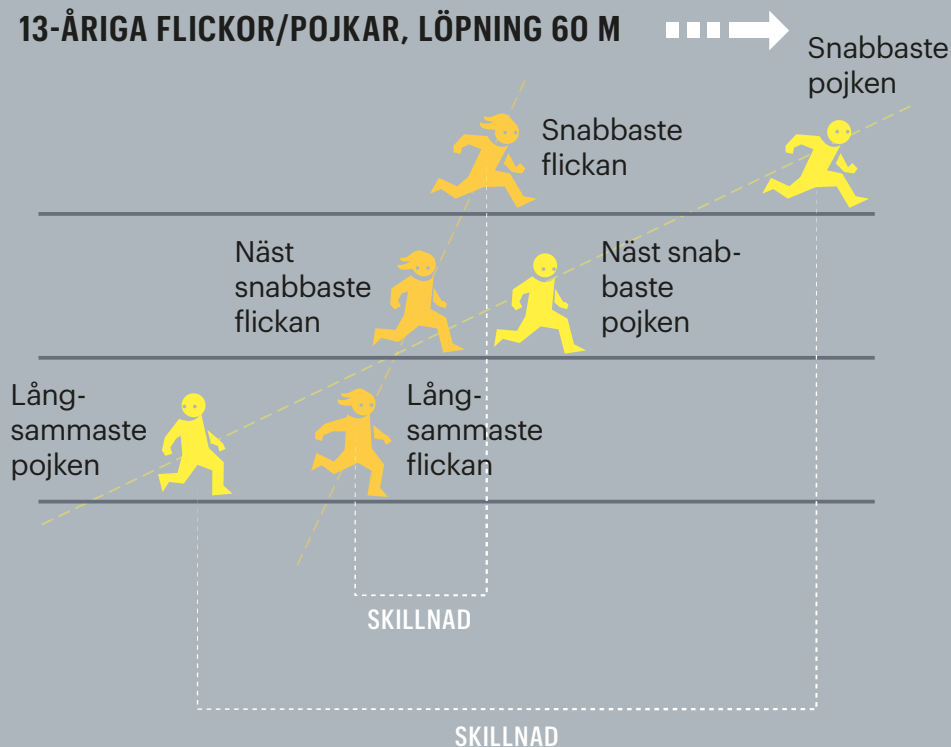 13-ÅRIGA FLICKOR/POJKAR, LÖPNING 60 M
Snabbaste
pojken
Snabbaste
flickan
Näst
snabbaste
flickan
Näst snab-
baste
pojken
Lång-
sammaste
pojken
Lång-
sammaste
flickan
SKILLNAD
SKILLNAD